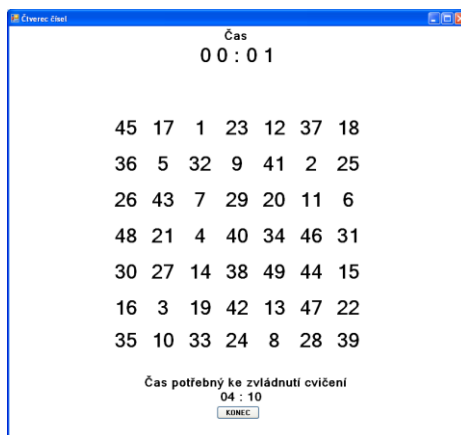 Čtverec čísel
Čas
00:01
45 17 1 23 12 37 18
36 5 32 9 41 2 25
26 43 7 29 20 11 6
48 21 4 40 34 46 31
30 27 14 38 49 44 15
16 3 19 42 13 47 22
35 10 33 24 8 28 39
Čas potřebný ke zvládnutí cvičení
04 : 10
KONEC